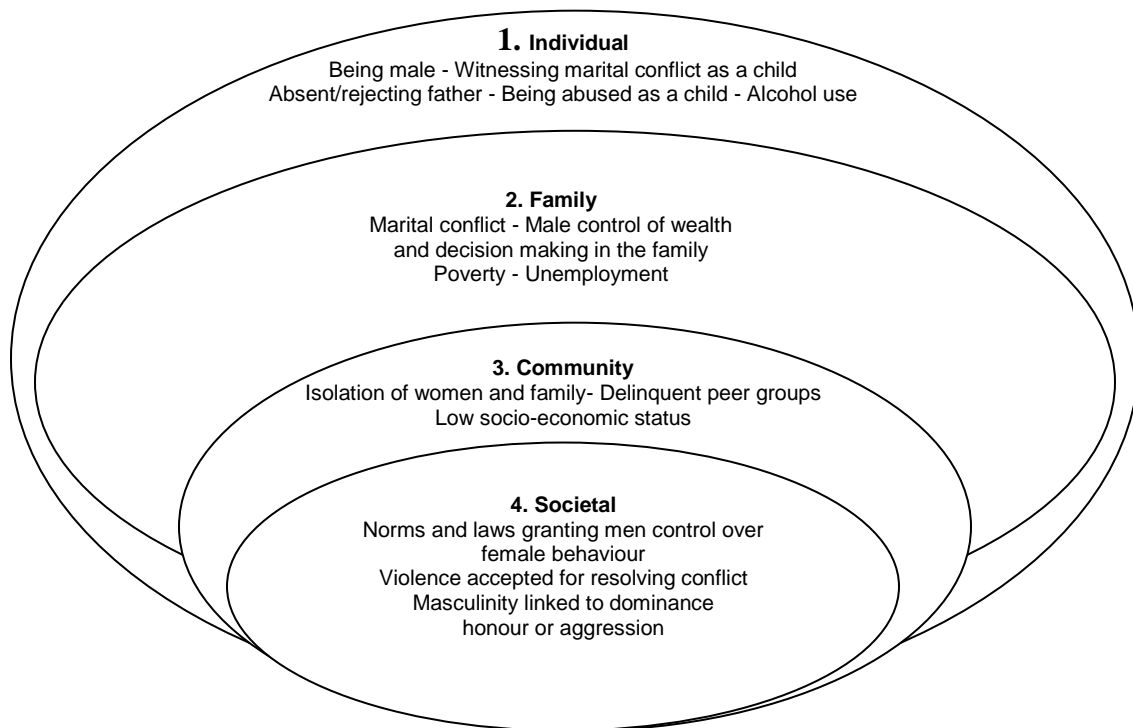 1. Individual
Being male - Witnessing marital conflict as a child
Absent/rejecting father - Being abused as a child - Alcohol use
2. Family
Marital conflict - Male control of wealth
and decision making in the family
Poverty - Unemployment
3. Community
Isolation of women and family- Delinquent peer groups
Low socio-economic status
4. Societal
Norms and laws granting men control over
female behaviour
Violence accepted for resolving conflict
Masculinity linked to dominance
honour or aggression